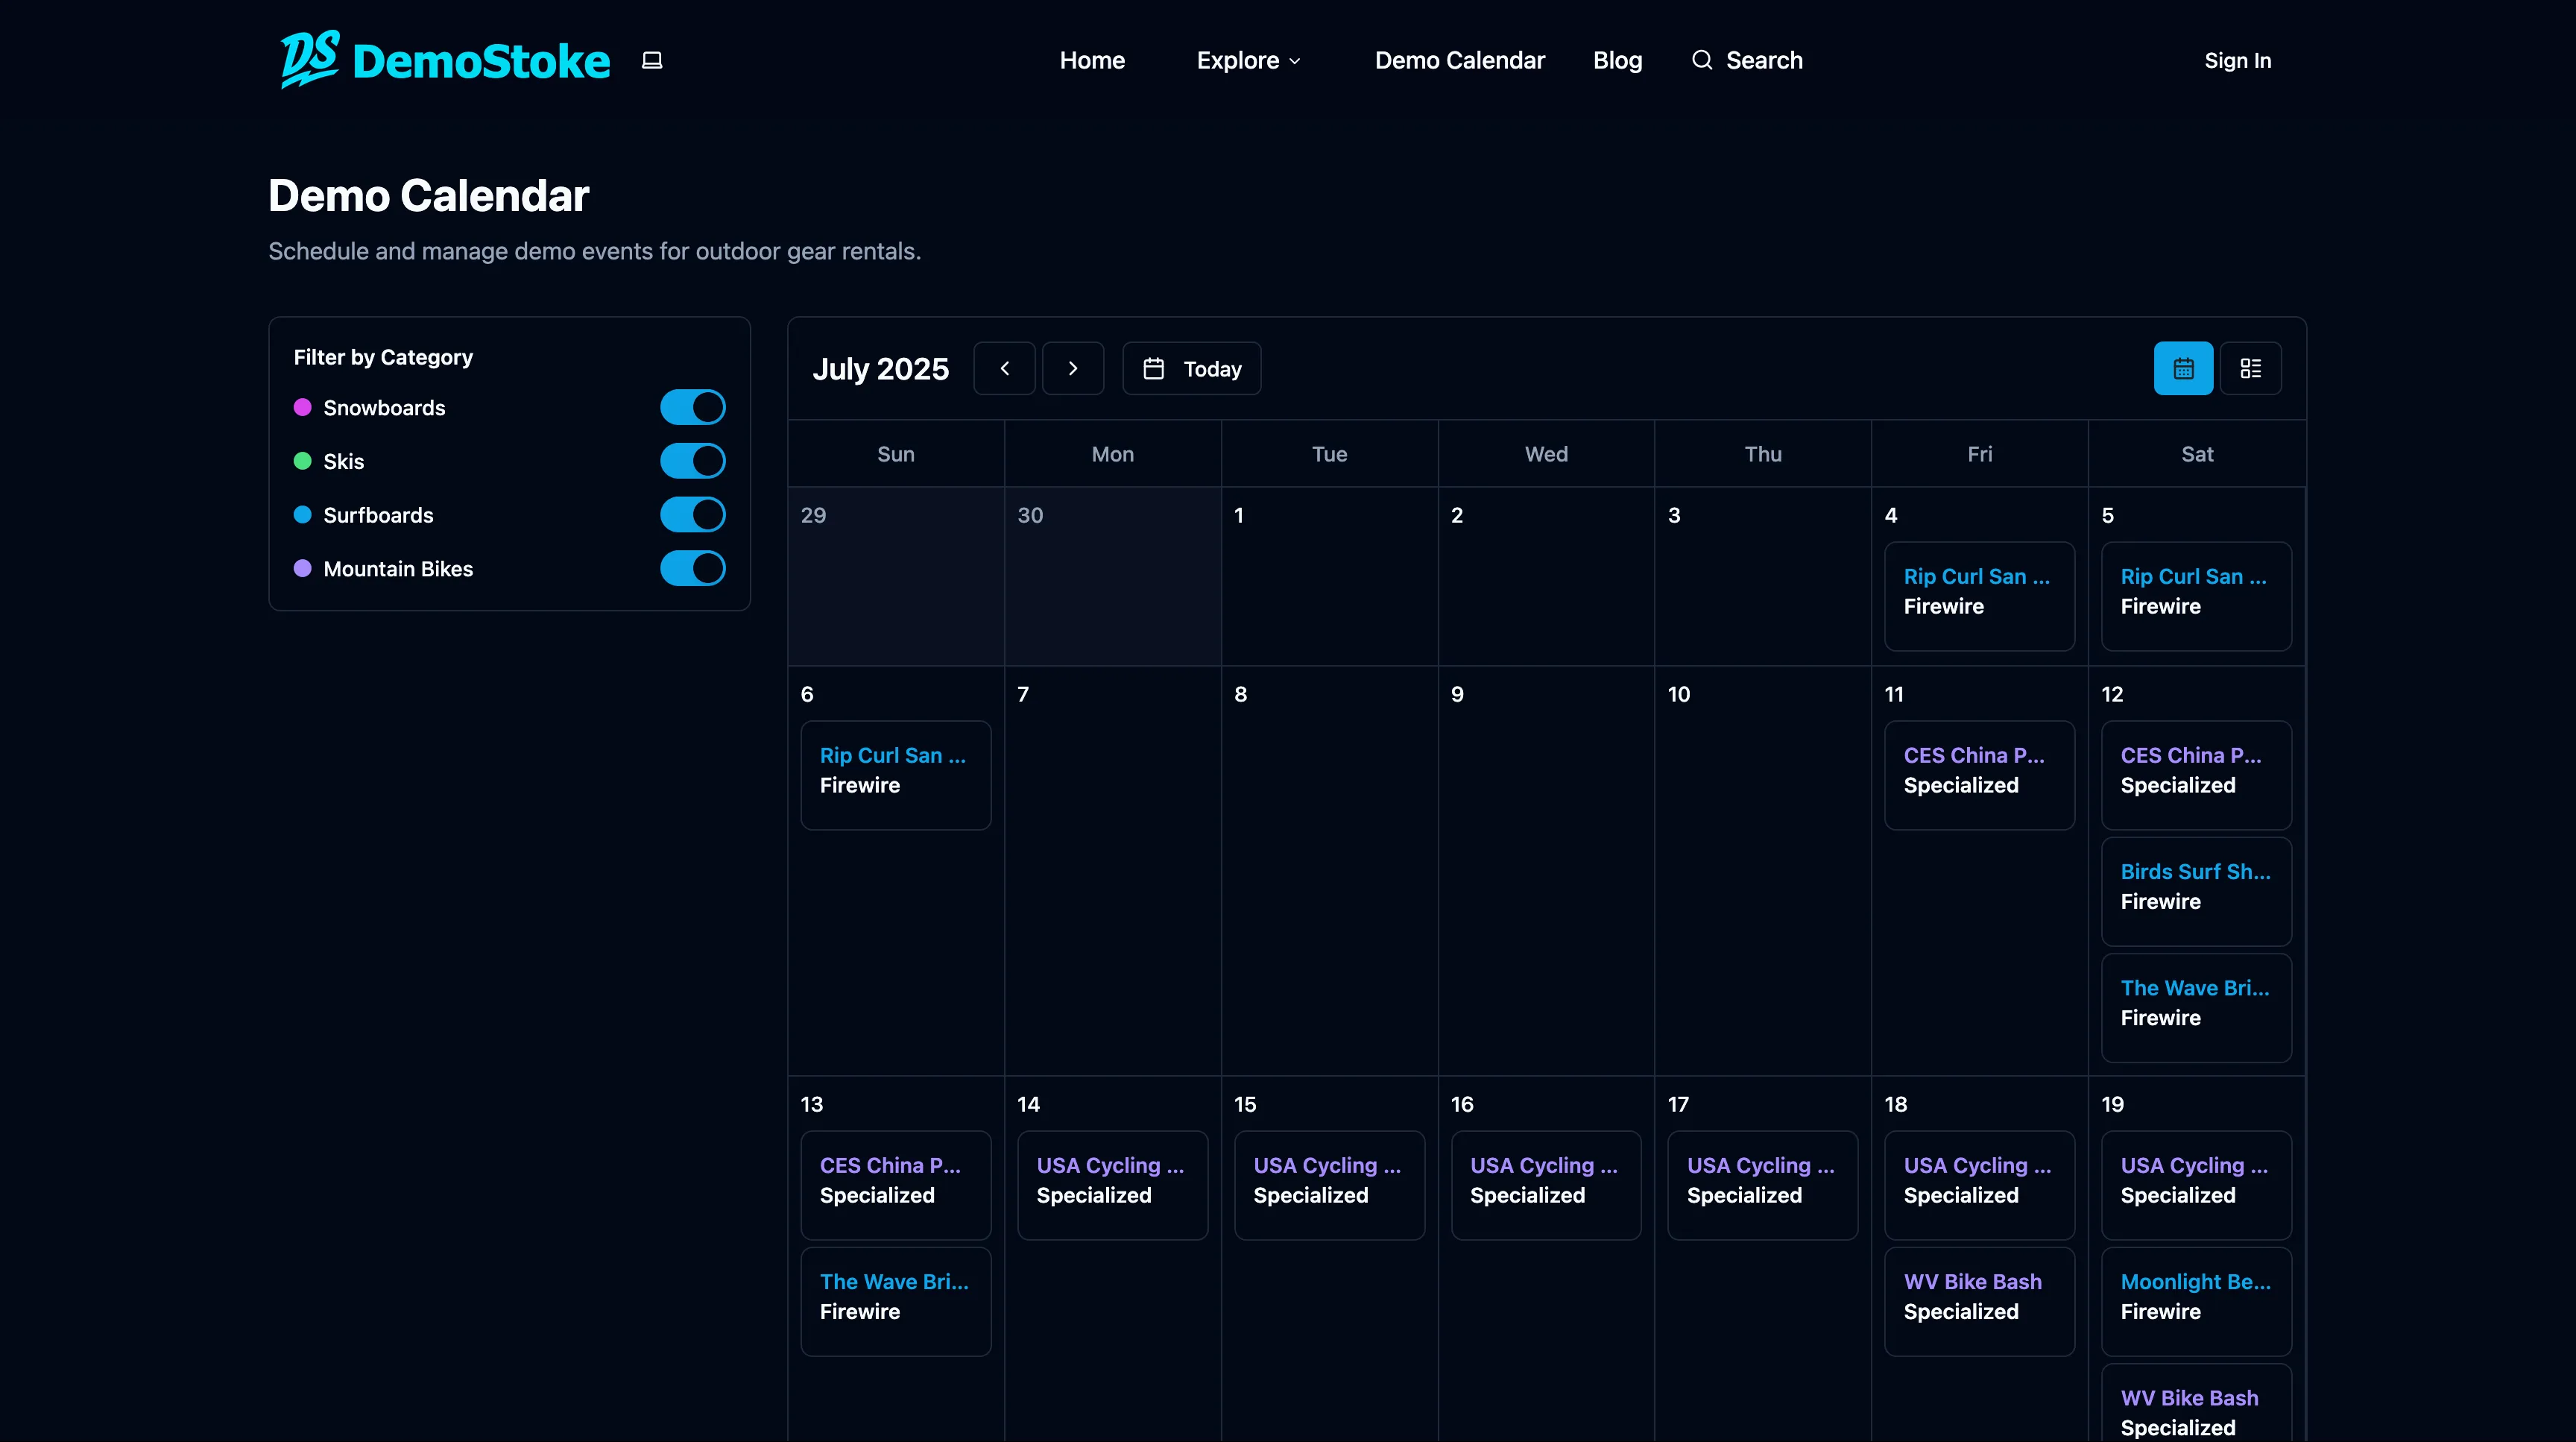 DS DemoStoke
Home Explore Demo Calendar Blog Search Sign In
Demo Calendar
Schedule and manage demo events for outdoor gear rentals.
Filter by Category
Snowboards
Skis
Surfboards
Mountain Bikes
July 2025 Today
Sun Mon Tue Wed Thu Fri Sat
29 30 1 2 3 4 5
Rip Curl San ... Rip Curl San ...
Firewire Firewire
6 7 8 9 10 11 12
Rip Curl San ... CES China P... CES China P...
Firewire Specialized Specialized
Birds Surf Sh...
Firewire
The Wave Bri...
Firewire
13 14 15 16 17 18 19
CES China P... USA Cycling ... USA Cycling ... USA Cycling ... USA Cycling ... USA Cycling ... USA Cycling ...
Specialized Specialized Specialized Specialized Specialized Specialized Specialized
The Wave Bri... WV Bike Bash Moonlight Be...
Firewire Specialized Firewire
WV Bike Bash
Specialized